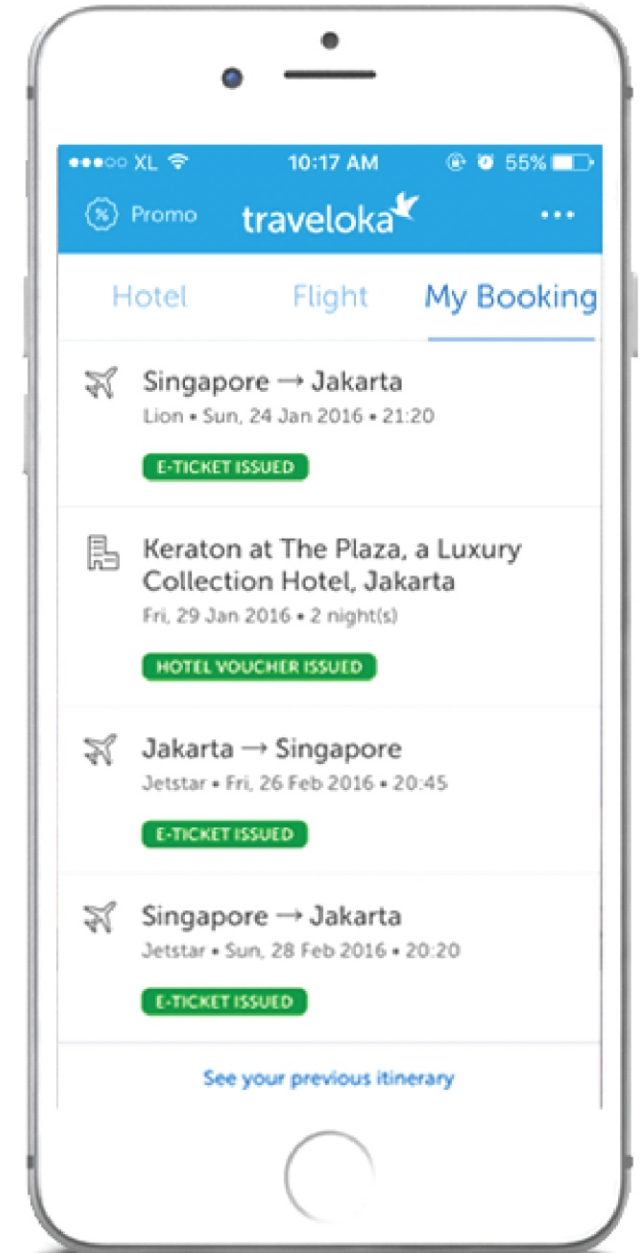 XL 10:17 AM 55%
% Promo traveloka ...
Hotel Flight My Booking
Singapore → Jakarta
Lion • Sun, 24 Jan 2016 • 21:20
E-TICKET ISSUED
Keraton at The Plaza, a Luxury
Collection Hotel, Jakarta
Fri, 29 Jan 2016 • 2 night(s)
HOTEL VOUCHER ISSUED
Jakarta → Singapore
Jetstar • Fri, 26 Feb 2016 • 20:45
E-TICKET ISSUED
Singapore → Jakarta
Jetstar • Sun, 28 Feb 2016 • 20:20
E-TICKET ISSUED
See your previous itinerary